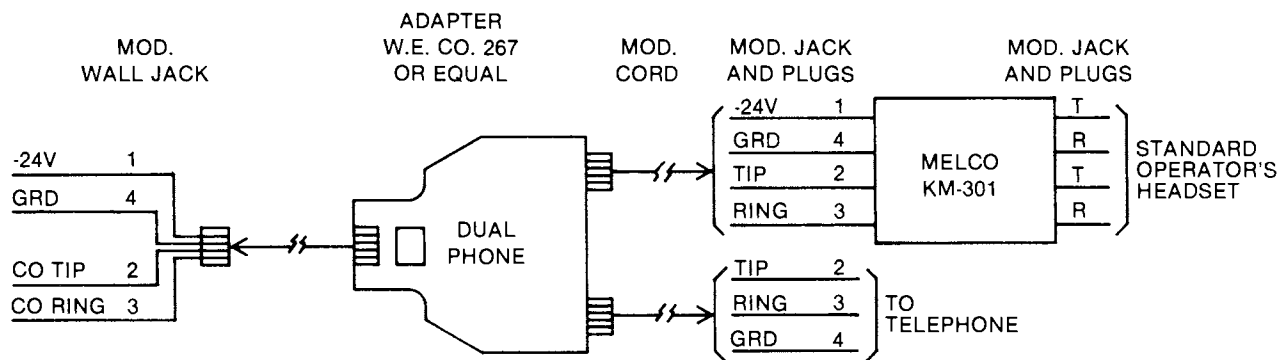 MOD.
WALL JACK
ADAPTER
W.E. CO. 267
OR EQUAL
MOD.
CORD
MOD. JACK
AND PLUGS
MOD. JACK
AND PLUGS
-24V 1
GRD 4
CO TIP 2
CO RING 3
DUAL
PHONE
-24V 1
GRD 4
TIP 2
RING 3
MELCO
KM-301
T
R
T
R
STANDARD
OPERATOR'S
HEADSET
TIP 2
RING 3
GRD 4
TO
TELEPHONE